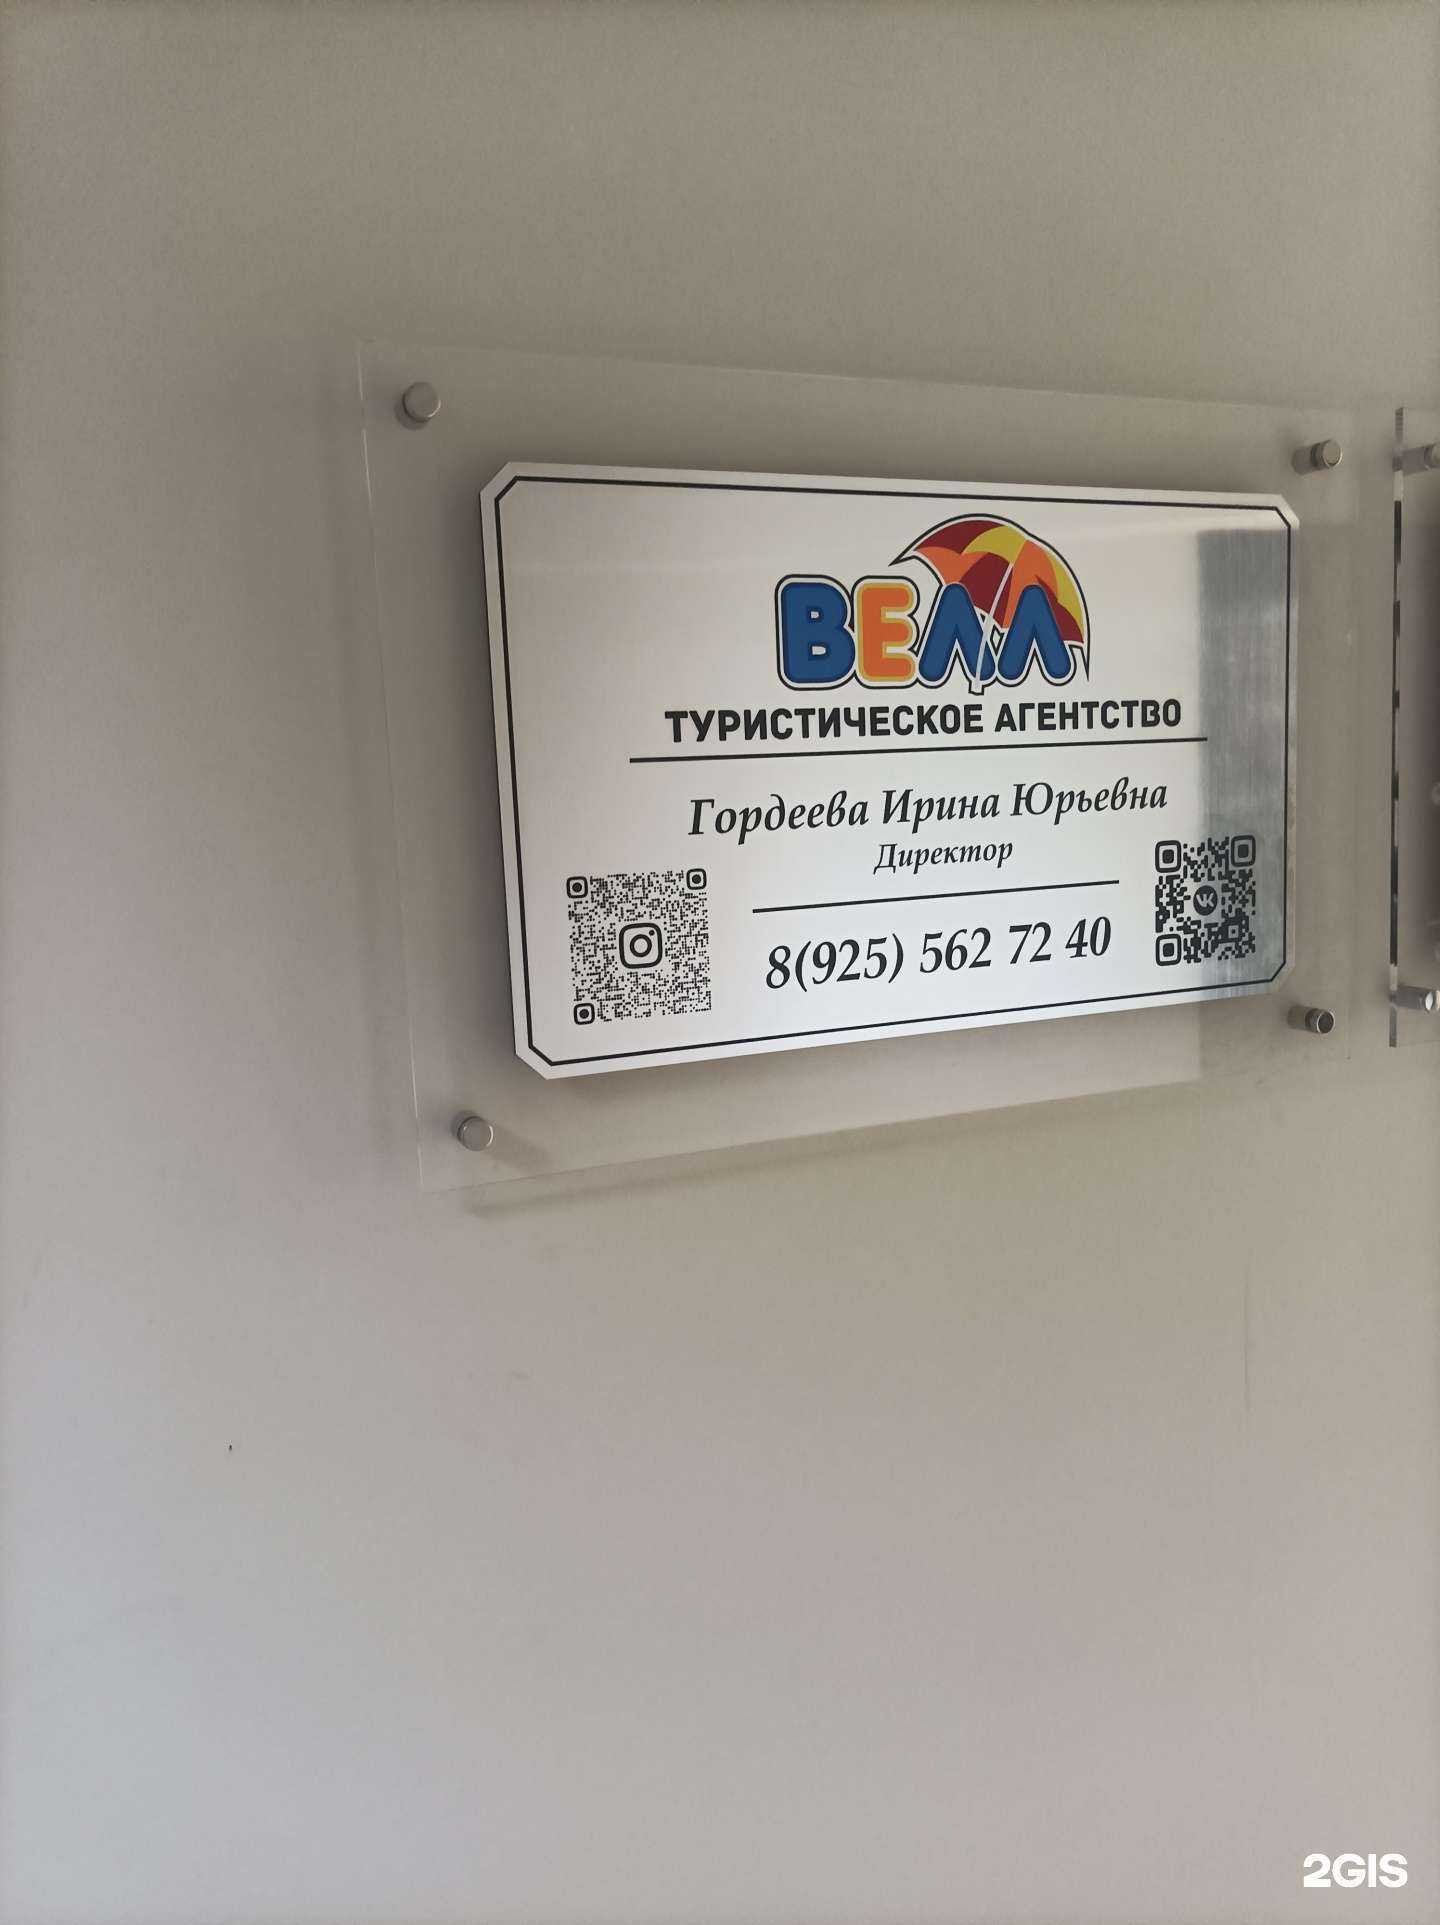 ВЕЛЛ
ТУРИСТИЧЕСКОЕ АГЕНТСТВО
Гордеева Ирина Юрьевна
Директор
8(925) 562 72 40
2GIS